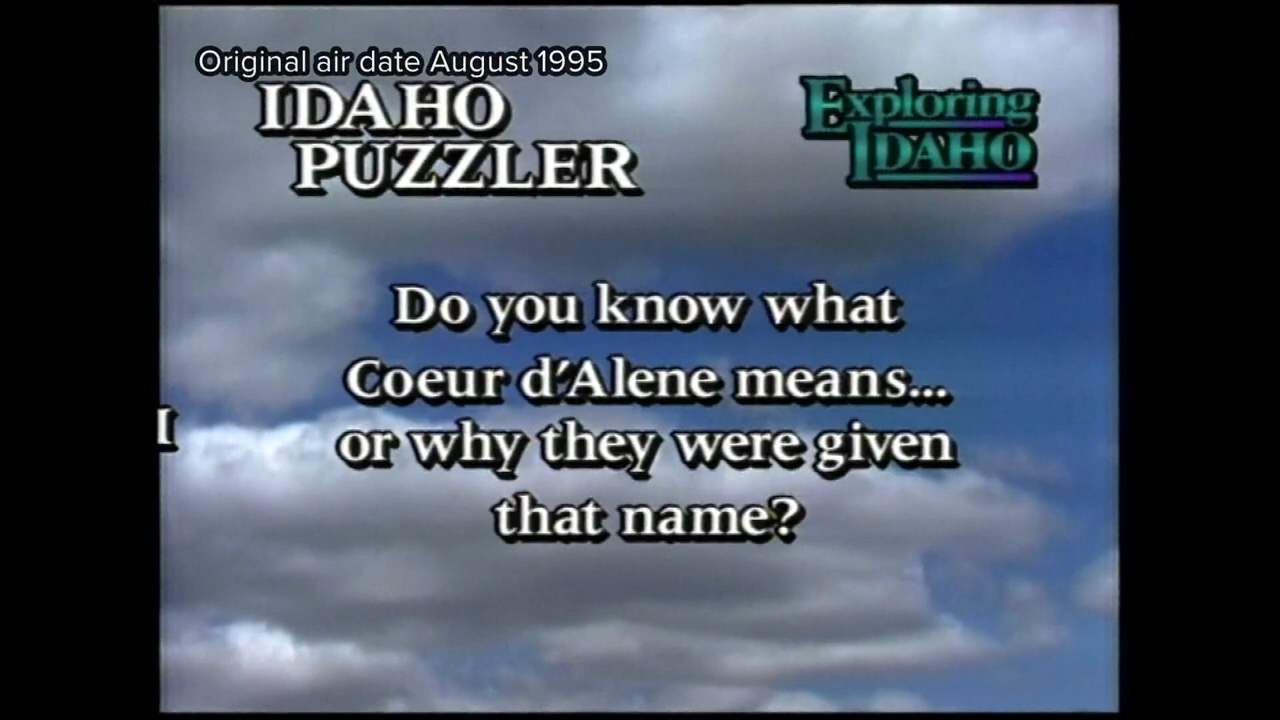 Original air date August 1995
IDAHO
PUZZLER
Exploring
IDAHO
Do you know what
Coeur d'Alene means...
or why they were given
that name?